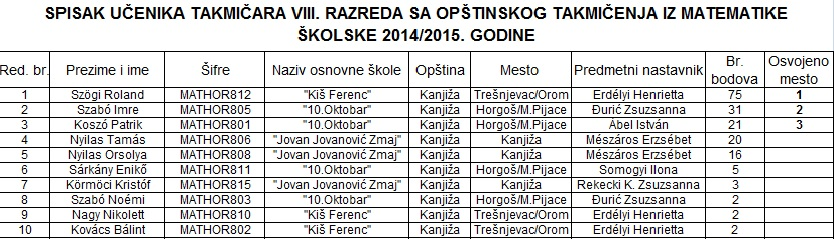 SPISAK UČENIKA TAKMIČARA VIII. RAZREDA SA OPŠTINSKOG TAKMIČENJA IZ MATEMATIKE
ŠKOLSKE 2014/2015. GODINE
Red. br. Prezime i ime Šifre Naziv osnovne škole Opština Mesto Predmetni nastavnik Br. bodova Osvojeno mesto
1 Szögi Roland MATHOR812 "Kiš Ferenc" Kanjiža Trešnjevac/Orom Erdélyi Henrietta 75 1
2 Szabó Imre MATHOR805 "10.Oktobar" Kanjiža Horgoš/M.Pijace Đurić Zsuzsanna 31 2
3 Koszó Patrik MATHOR801 "10.Oktobar" Kanjiža Horgoš/M.Pijace Ábel István 21 3
4 Nyilas Tamás MATHOR806 "Jovan Jovanović Zmaj" Kanjiža Kanjiža Mészáros Erzsébet 20
5 Nyilas Orsolya MATHOR808 "Jovan Jovanović Zmaj" Kanjiža Kanjiža Mészáros Erzsébet 16
6 Sárkány Enikő MATHOR811 "10.Oktobar" Kanjiža Horgoš/M.Pijace Somogyi Ilona 5
7 Körmöci Kristóf MATHOR815 "Jovan Jovanović Zmaj" Kanjiža Kanjiža Rekecki K. Zsuzsanna 3
8 Szabó Noémi MATHOR803 "10.Oktobar" Kanjiža Horgoš/M.Pijace Đurić Zsuzsanna 2
9 Nagy Nikolett MATHOR810 "Kiš Ferenc" Kanjiža Trešnjevac/Orom Erdélyi Henrietta 2
10 Kovács Bálint MATHOR802 "Kiš Ferenc" Kanjiža Trešnjevac/Orom Erdélyi Henrietta 2